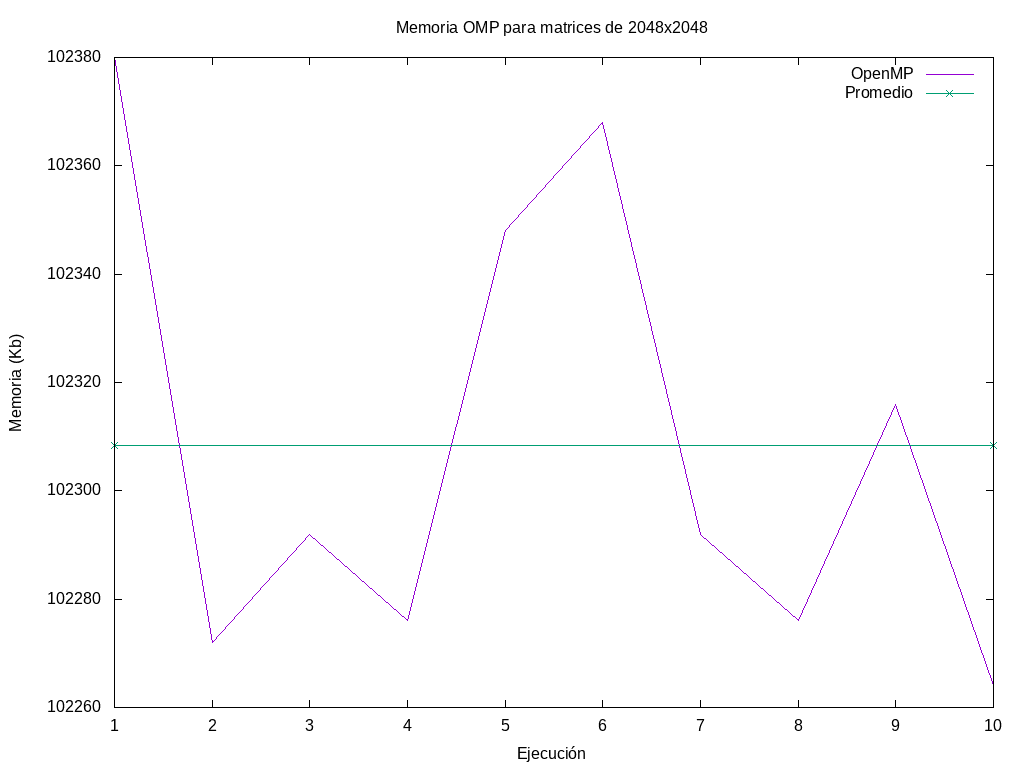 Memoria OMP para matrices de 2048x2048
102380
102360
102340
102320
102300
102280
102260
Memoria (Kb)
OpenMP
Promedio
1 2 3 4 5 6 7 8 9 10
Ejecución